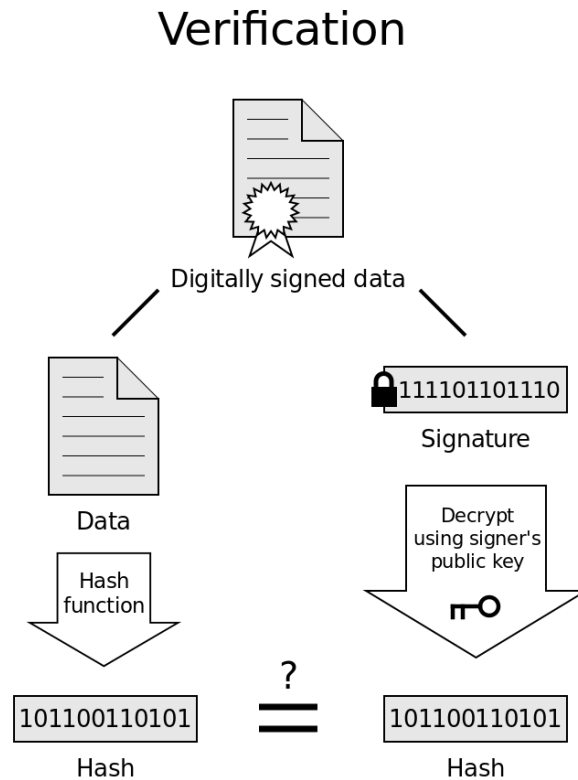 Verification
Digitally signed data
111101101110
Signature
Data
Decrypt
using signer's
public key
Hash
function
?
101100110101
=
101100110101
Hash
Hash